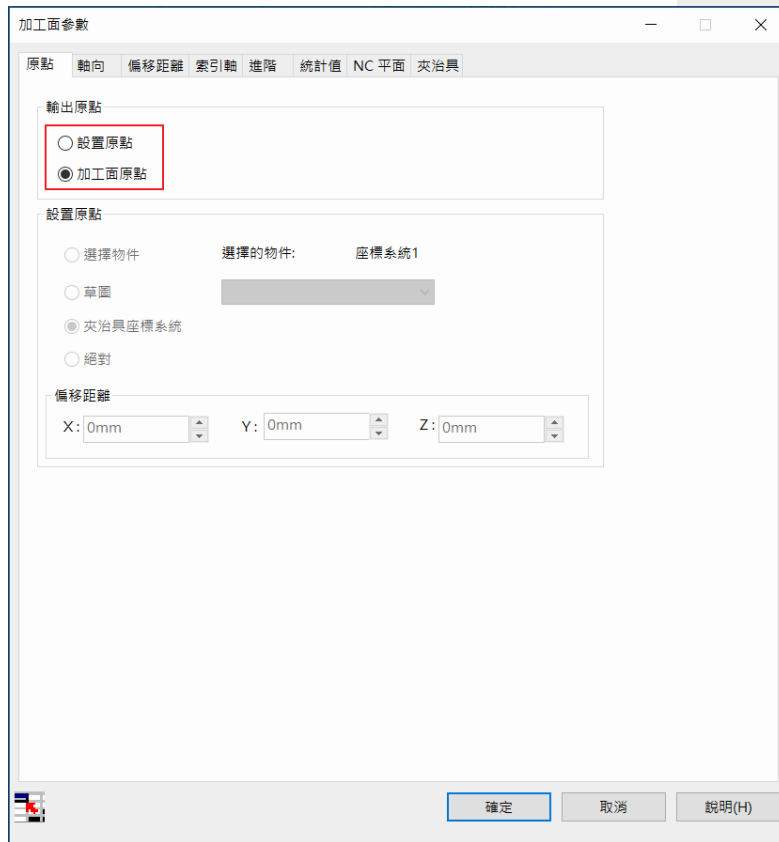 加工面參數
原點 軸向 偏移距離 索引軸 進階 統計值 NC 平面 夾治具
輸出原點
設置原點
加工面原點
設置原點
選擇物件 選擇的物件: 座標系統1
草圖
夾治具座標系統
絕對
偏移距離
X: 0mm Y: 0mm Z: 0mm
確定 取消 說明(H)